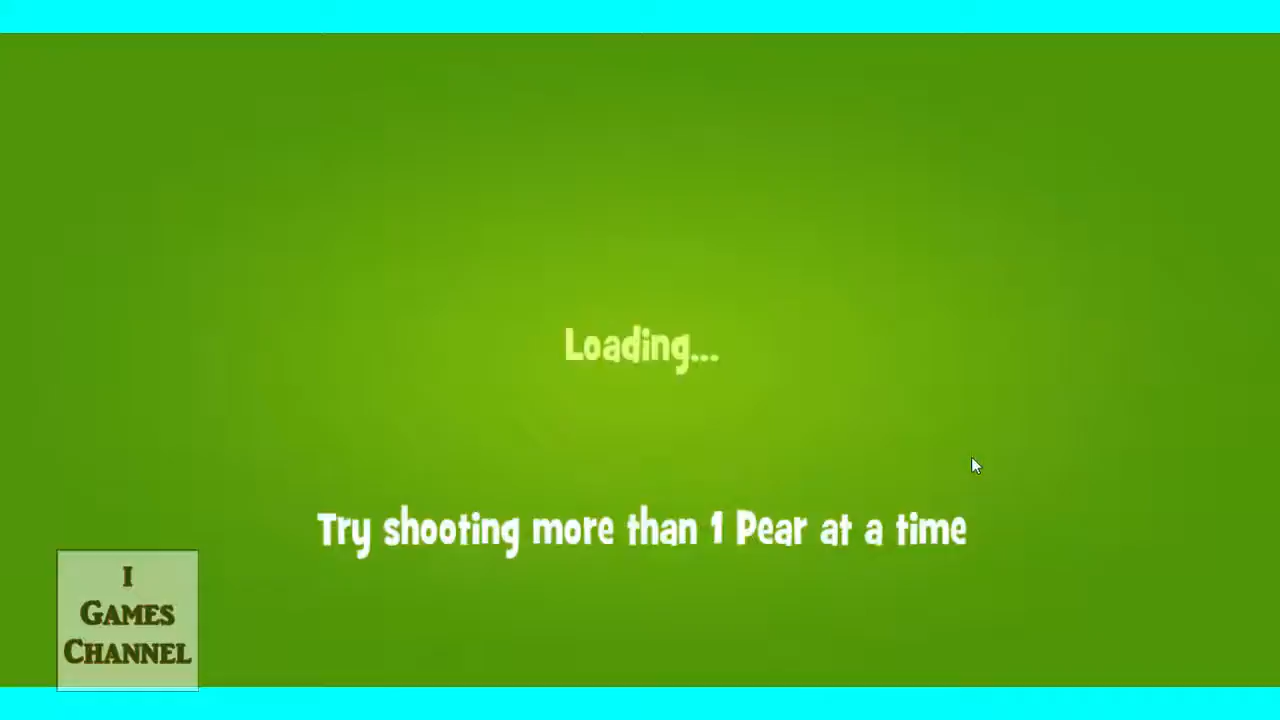 Loading...
Try shooting more than 1 Pear at a time
I
GAMES
CHANNEL